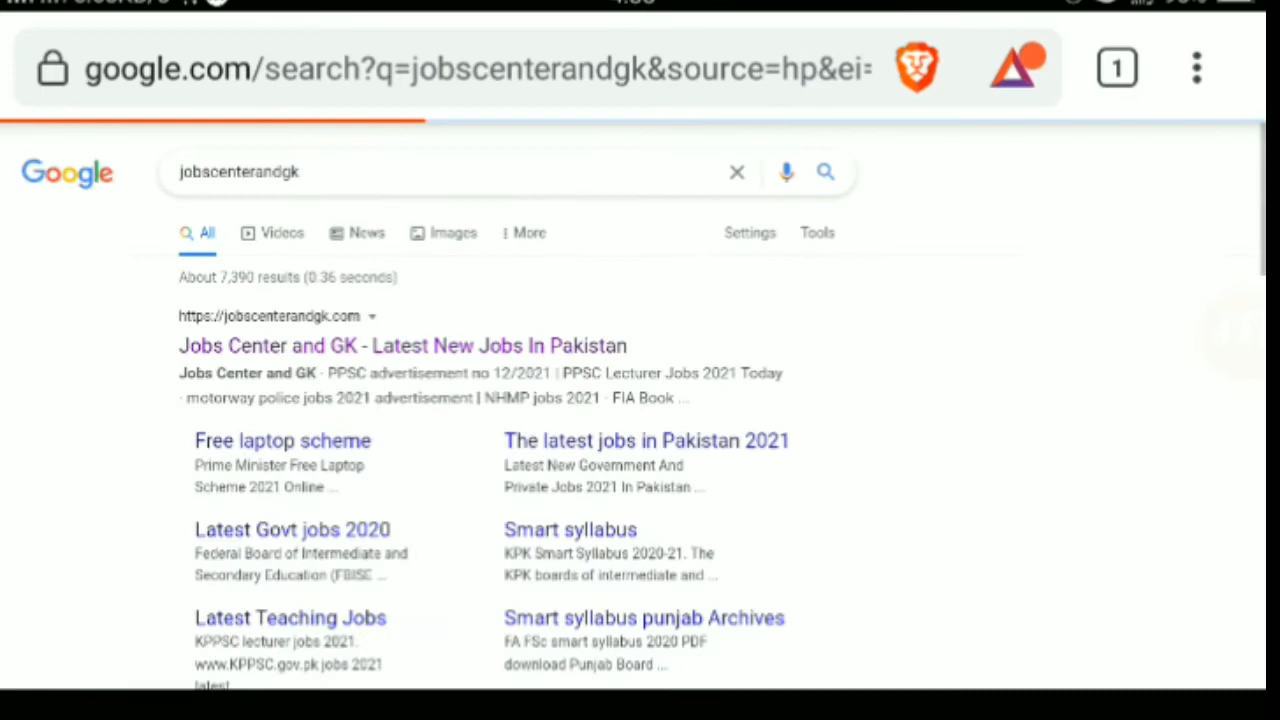 google.com/search?q=jobscenterandgk&source=hp&ei=
1
Google
jobscenterandgk
All Videos News Images More Settings Tools
About 7,390 results (0.36 seconds)
https://jobscenterandgk.com
Jobs Center and GK - Latest New Jobs In Pakistan
Jobs Center and GK · PPSC advertisement no 12/2021 | PPSC Lecturer Jobs 2021 Today
· motorway police jobs 2021 advertisement | NHMP jobs 2021 · FIA Book ...
Free laptop scheme
Prime Minister Free Laptop
Scheme 2021 Online ...
The latest jobs in Pakistan 2021
Latest New Government And
Private Jobs 2021 In Pakistan ...
Latest Govt jobs 2020
Federal Board of Intermediate and
Secondary Education (FBISE ...
Smart syllabus
KPK Smart Syllabus 2020-21. The
KPK boards of intermediate and ...
Latest Teaching Jobs
KPPSC lecturer jobs 2021.
www.KPPSC.gov.pk jobs 2021
latest
Smart syllabus punjab Archives
FA FSc smart syllabus 2020 PDF
download Punjab Board ...